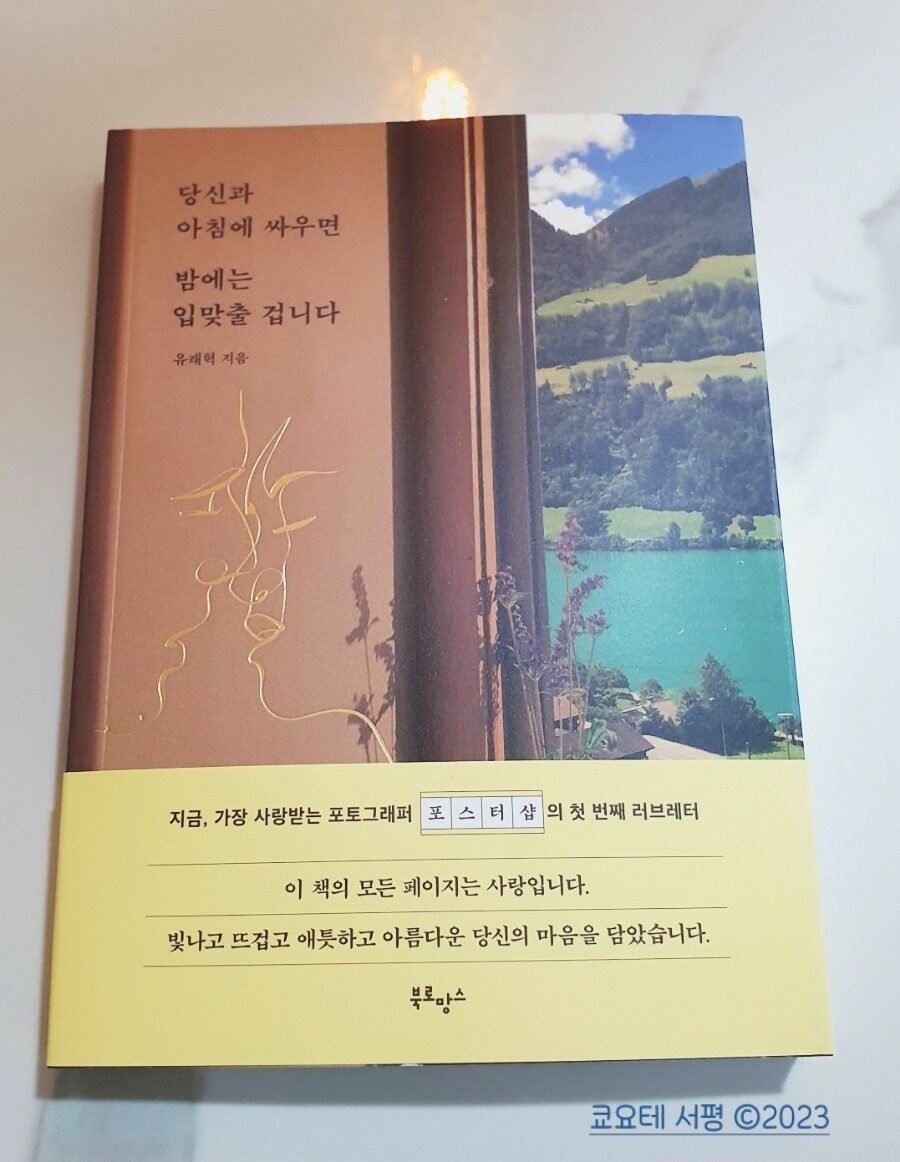 당신과
아침에 싸우면
밤에는
입맞출 겁니다
유래혁 지음
지금, 가장 사랑받는 포토그래퍼 포스터샵의 첫 번째 러브레터
이 책의 모든 페이지는 사랑입니다.
빛나고 뜨겁고 애틋하고 아름다운 당신의 마음을 담았습니다.
북로망스
쿄요테 서평 ©2023